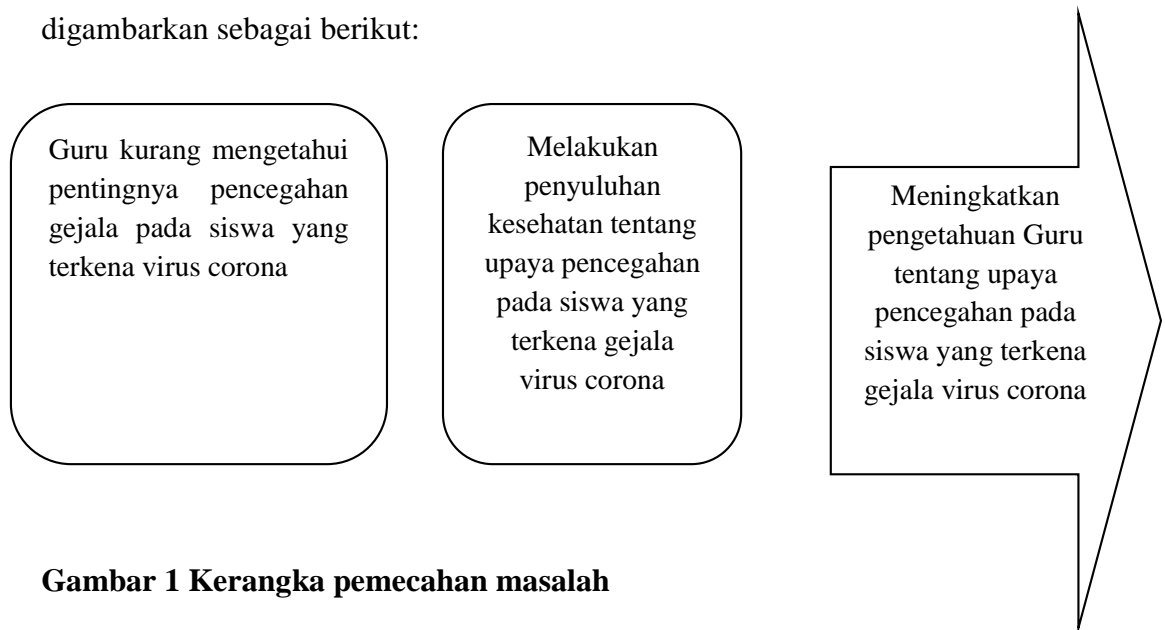 digambarkan sebagai berikut:
Guru kurang mengetahui
pentingnya pencegahan
gejala pada siswa yang
terkena virus corona
Melakukan
penyuluhan
kesehatan tentang
upaya pencegahan
pada siswa yang
terkena gejala
virus corona
Meningkatkan
pengetahuan Guru
tentang upaya
pencegahan pada
siswa yang terkena
gejala virus corona
Gambar 1 Kerangka pemecahan masalah